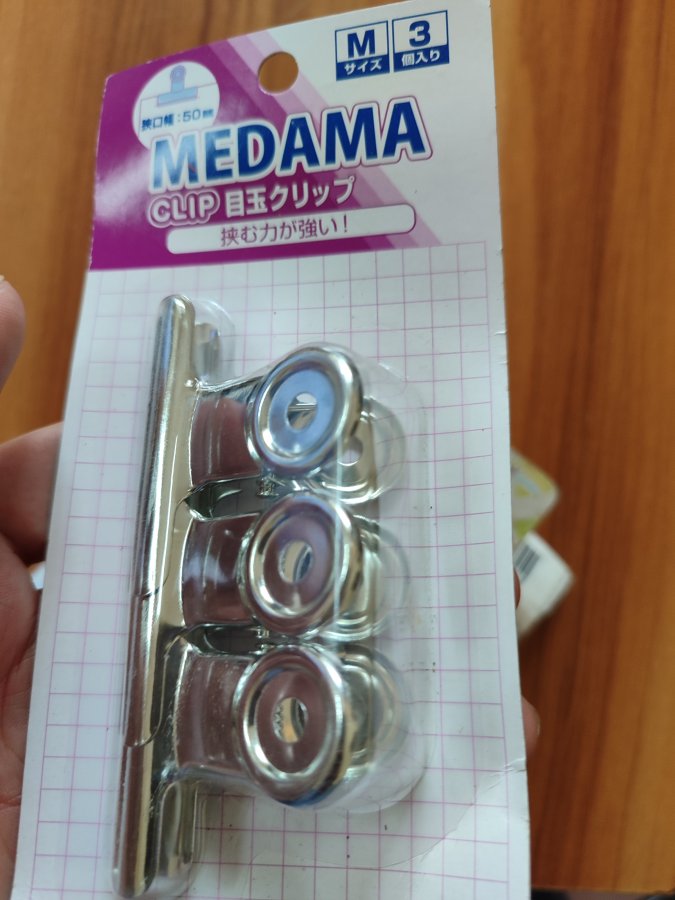 M
サイズ
3
個入り
挟口幅:50mm
MEDAMA
CLIP 目玉クリップ
挟む力が強い!